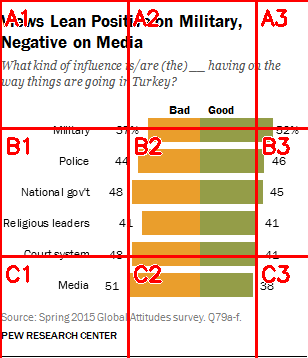 A1 A2 A3
Views Lean Positive on Military,
Negative on Media
What kind of influence is/are (the) __ having on the
way things are going in Turkey?
Bad Good
Military 37% 52%
B1 B2 B3
Police 44 46
National gov't 48 45
Religious leaders 41 41
Court system 48 41
C1 C2 C3
Media 51 38
Source: Spring 2015 Global Attitudes survey. Q79a-f.
PEW RESEARCH CENTER